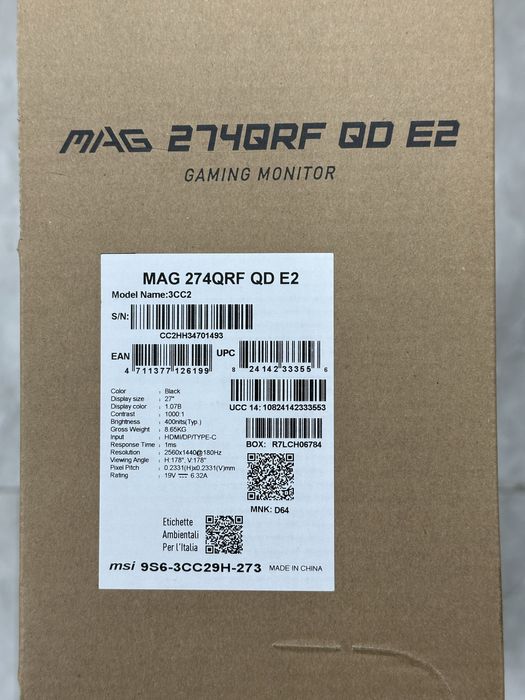 MAG 274QRF QD E2
GAMING MONITOR
MAG 274QRF QD E2
Model Name:3CC2
S/N:
CC2HH34701493
EAN
4 711377 126199
UPC
8 24142 33355 6
UCC 14: 10824142333553
BOX: R7LCH06784
Color : Black
Display size : 27"
Display color : 1.07B
Contrast : 1000:1
Brightness : 400nits(Typ.)
Gross Weight : 8.65KG
Input : HDMI/DP/TYPE-C
Response Time : 1ms
Resolution : 2560x1440@180Hz
Viewing Angle : H:178°, V:178°
Pixel Pitch : 0.2331(H)x0.2331(V)mm
Rating : 19V ⎓ 6.32A
MNK: D64
Etichette
Ambientali
Per l'Italia
msi 9S6-3CC29H-273 MADE IN CHINA